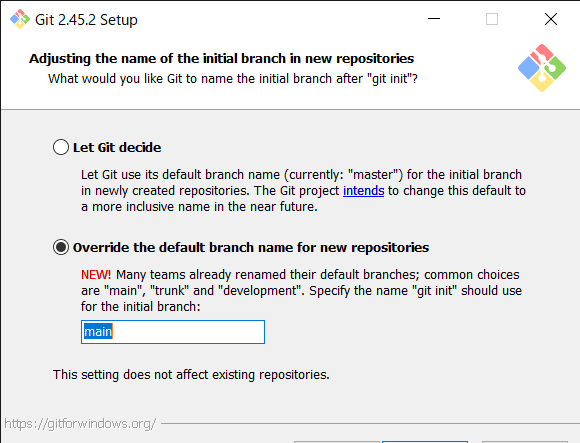 Git 2.45.2 Setup
Adjusting the name of the initial branch in new repositories
What would you like Git to name the initial branch after "git init"?
Let Git decide
Let Git use its default branch name (currently: "master") for the initial branch
in newly created repositories. The Git project intends to change this default to
a more inclusive name in the near future.
Override the default branch name for new repositories
NEW! Many teams already renamed their default branches; common choices
are "main", "trunk" and "development". Specify the name "git init" should use
for the initial branch:
main
This setting does not affect existing repositories.
https://gitforwindows.org/